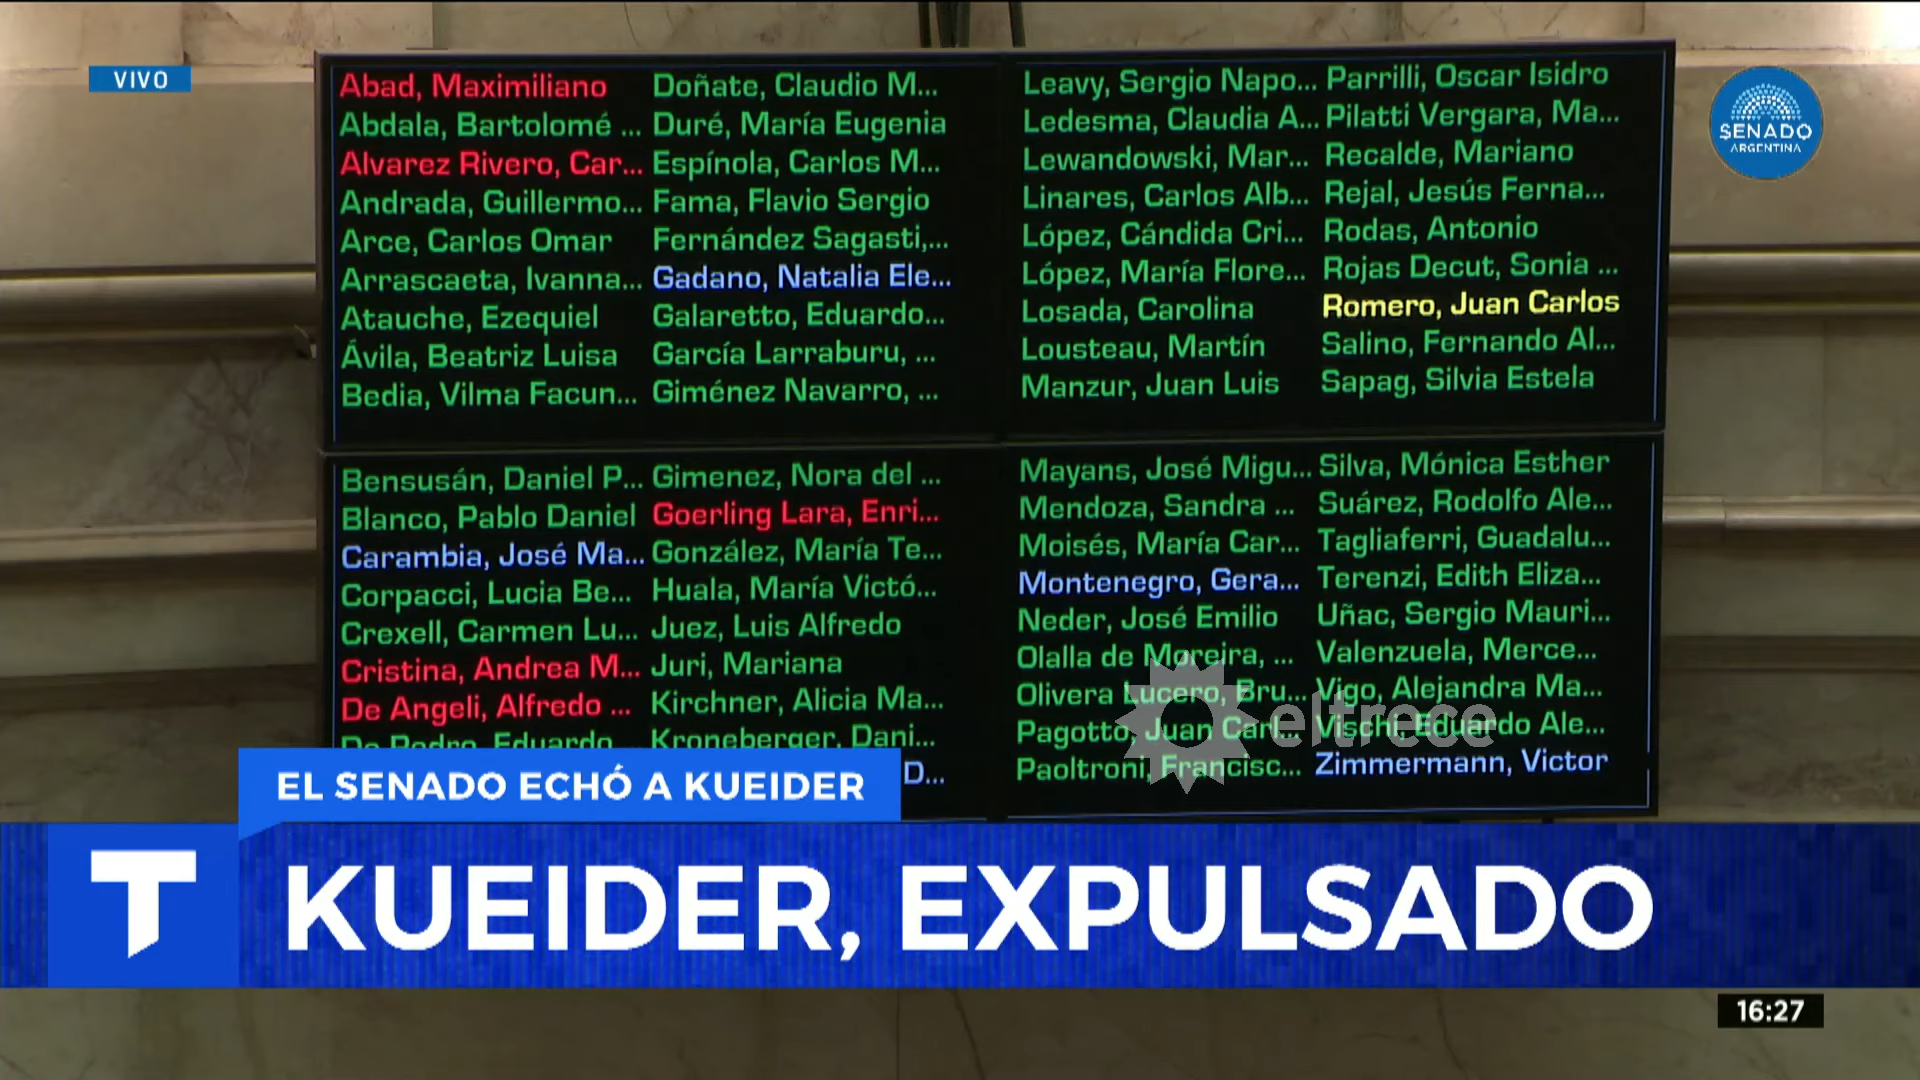 VIVO
SENADO
ARGENTINA
Abad, Maximiliano
Abdala, Bartolomé ...
Alvarez Rivero, Car...
Andrada, Guillermo...
Arce, Carlos Omar
Arrascaeta, Ivanna...
Atauche, Ezequiel
Ávila, Beatriz Luisa
Bedia, Vilma Facun...
Doñate, Claudio M...
Duré, María Eugenia
Espínola, Carlos M...
Fama, Flavio Sergio
Fernández Sagasti,...
Gadano, Natalia Ele...
Galaretto, Eduardo...
García Larraburu, ...
Giménez Navarro, ...
Leavy, Sergio Napo...
Ledesma, Claudia A...
Lewandowski, Mar...
Linares, Carlos Alb...
López, Cándida Cri...
López, María Flore...
Losada, Carolina
Lousteau, Martín
Manzur, Juan Luis
Parrilli, Oscar Isidro
Pilatti Vergara, Ma...
Recalde, Mariano
Rejal, Jesús Ferna...
Rodas, Antonio
Rojas Decut, Sonia ...
Romero, Juan Carlos
Salino, Fernando Al...
Sapag, Silvia Estela
Bensusán, Daniel P...
Blanco, Pablo Daniel
Carambia, José Ma...
Corpacci, Lucia Be...
Crexell, Carmen Lu...
Cristina, Andrea M...
De Angeli, Alfredo ...
De Pedro, Eduardo
Gimenez, Nora del ...
Goerling Lara, Enri...
González, María Te...
Huala, María Victó...
Juez, Luis Alfredo
Juri, Mariana
Kirchner, Alicia Ma...
Kroneberger, Dani...
D...
Mayans, José Migu...
Mendoza, Sandra ...
Moisés, María Car...
Montenegro, Gera...
Neder, José Emilio
Olalla de Moreira, ...
Olivera Lucero, Bru...
Pagotto, Juan Carl...
Paoltroni, Francisc...
Silva, Mónica Esther
Suárez, Rodolfo Ale...
Tagliaferri, Guadalu...
Terenzi, Edith Eliza...
Uñac, Sergio Mauri...
Valenzuela, Merce...
Vigo, Alejandra Ma...
Vischi, Eduardo Ale...
Zimmermann, Victor
eltrece
EL SENADO ECHÓ A KUEIDER
T
KUEIDER, EXPULSADO
16:27